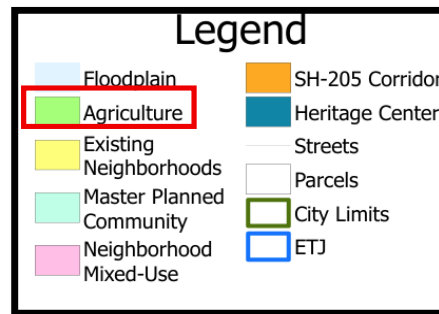 Legend
Floodplain
Agriculture
Existing
Neighborhoods
Master Planned
Community
Neighborhood
Mixed-Use
SH-205 Corridor
Heritage Center
Streets
Parcels
City Limits
ETJ